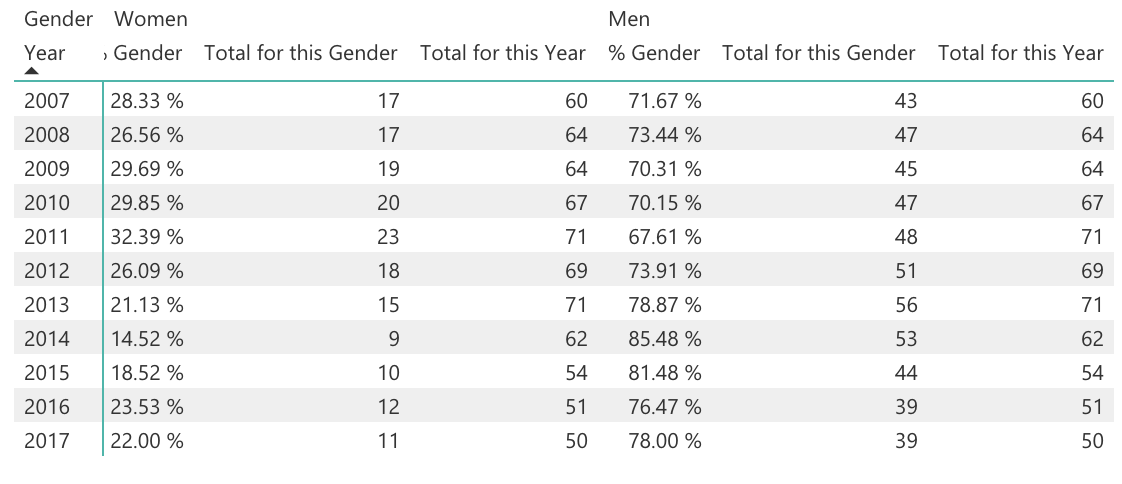 Gender Women Men
Year › Gender Total for this Gender Total for this Year % Gender Total for this Gender Total for this Year
2007 28.33 % 17 60 71.67 % 43 60
2008 26.56 % 17 64 73.44 % 47 64
2009 29.69 % 19 64 70.31 % 45 64
2010 29.85 % 20 67 70.15 % 47 67
2011 32.39 % 23 71 67.61 % 48 71
2012 26.09 % 18 69 73.91 % 51 69
2013 21.13 % 15 71 78.87 % 56 71
2014 14.52 % 9 62 85.48 % 53 62
2015 18.52 % 10 54 81.48 % 44 54
2016 23.53 % 12 51 76.47 % 39 51
2017 22.00 % 11 50 78.00 % 39 50